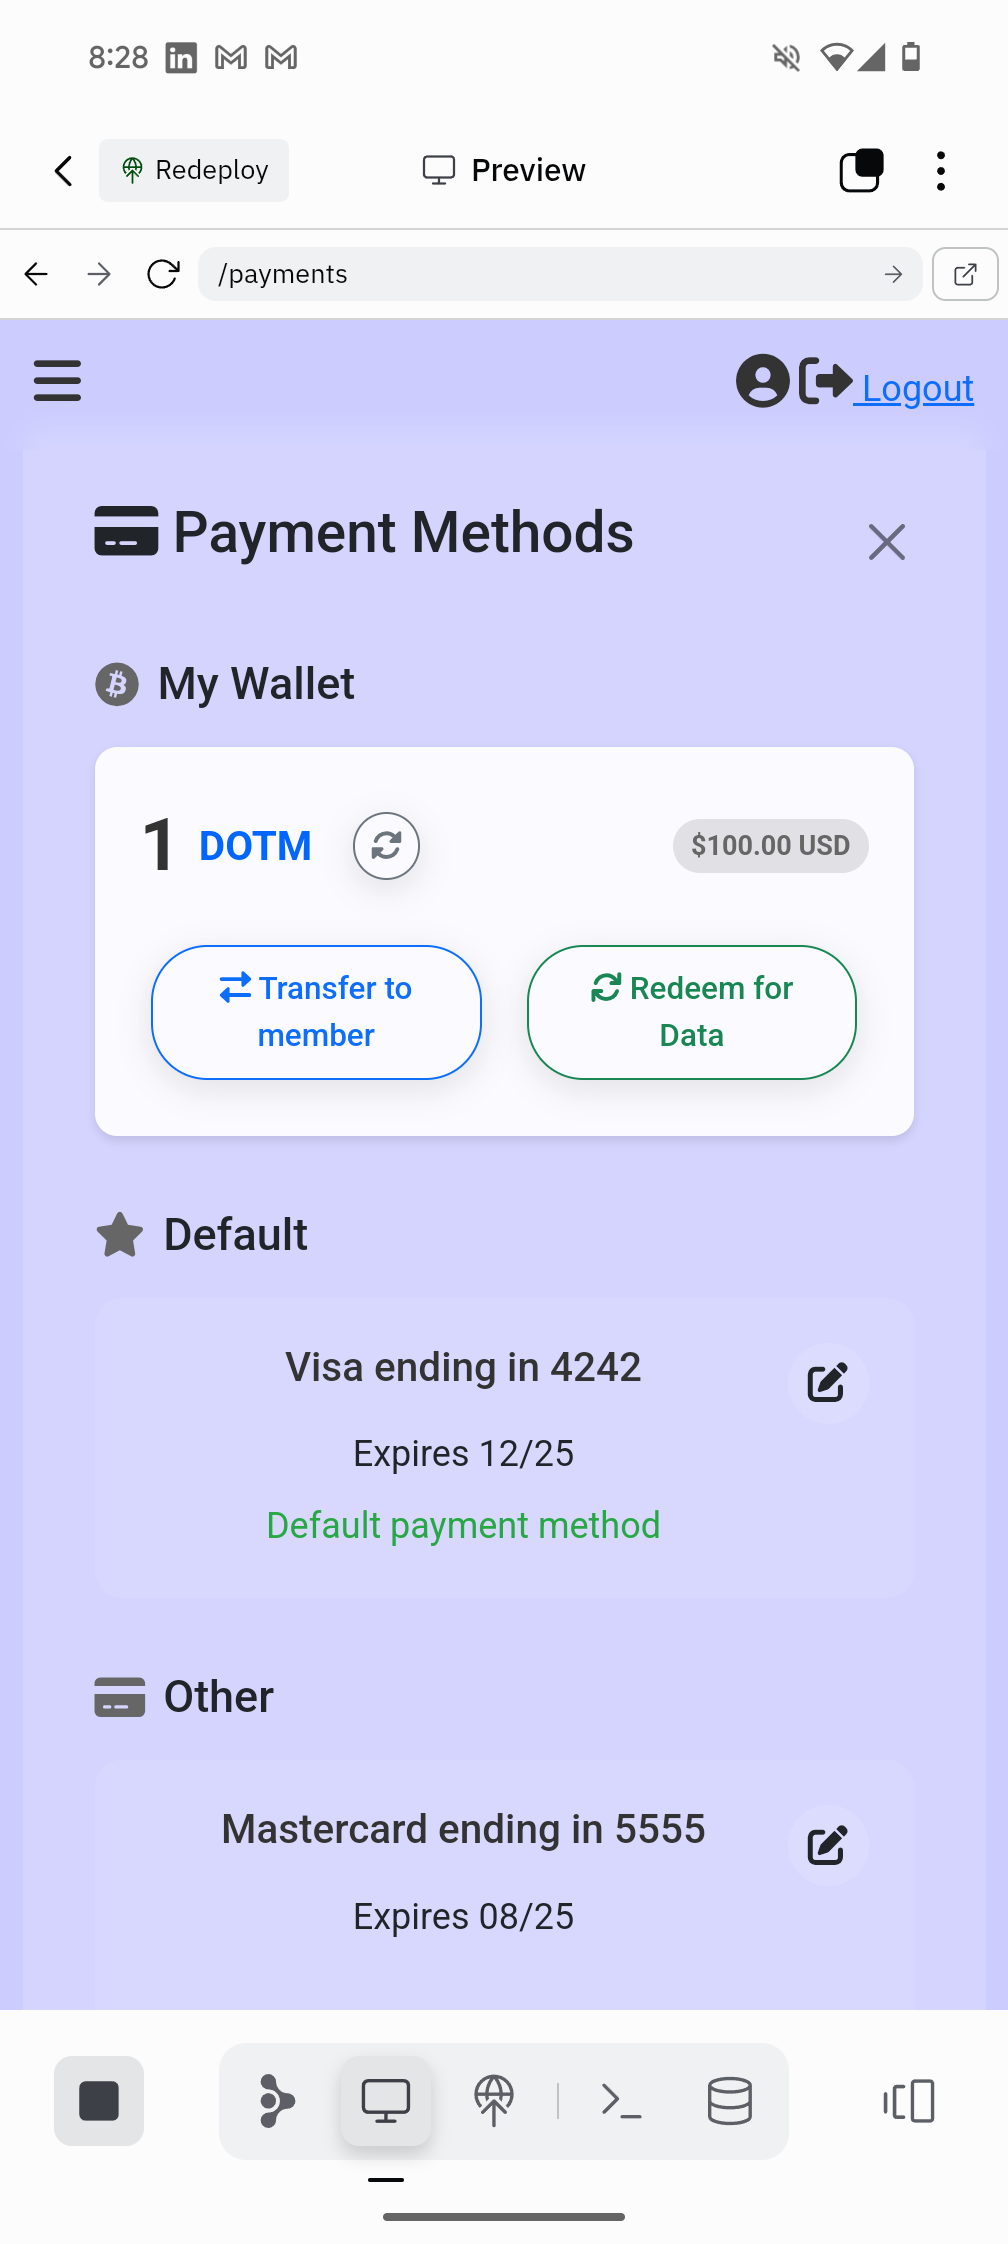 8:28
Redeploy
Preview
/payments
Logout
Payment Methods
My Wallet
1 DOTM
$100.00 USD
Transfer to
member
Redeem for
Data
Default
Visa ending in 4242
Expires 12/25
Default payment method
Other
Mastercard ending in 5555
Expires 08/25